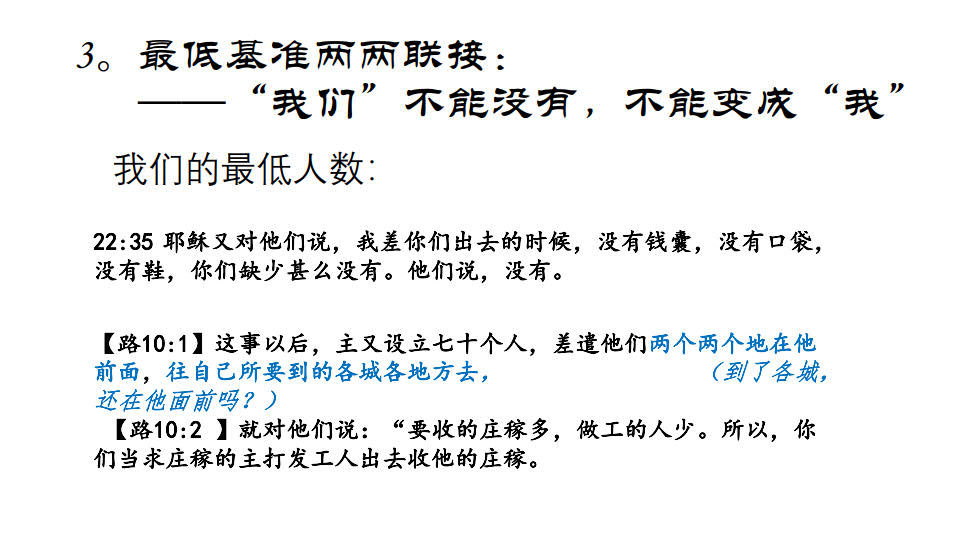 3。最低基准两两联接：
——“我们”不能没有，不能变成“我”
我们的最低人数：
22:35 耶稣又对他们说，我差你们出去的时候，没有钱囊，没有口袋，
没有鞋，你们缺少甚么没有。他们说，没有。
【路10:1】这事以后，主又设立七十个人，差遣他们两个两个地在他
前面，往自己所要到的各城各地方去，（到了各城，
还在他面前吗？）
【路10:2 】就对他们说：“要收的庄稼多，做工的人少。所以，你
们当求庄稼的主打发工人出去收他的庄稼。